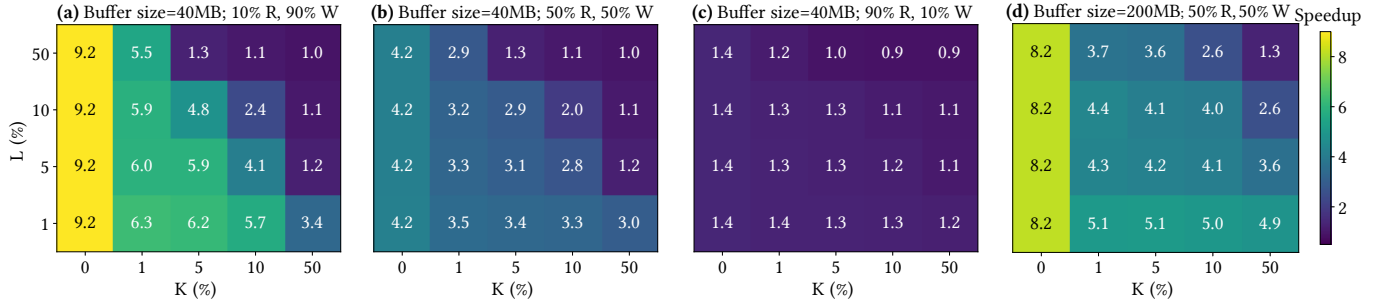 (a) Buffer size=40MB; 10% R, 90% W
(b) Buffer size=40MB; 50% R, 50% W
(c) Buffer size=40MB; 90% R, 10% W
(d) Buffer size=200MB; 50% R, 50% W
Speedup
50 9.2 5.5 1.3 1.1 1.0
10 9.2 5.9 4.8 2.4 1.1
5 9.2 6.0 5.9 4.1 1.2
1 9.2 6.3 6.2 5.7 3.4
L (%)
0 1 5 10 50
K (%)
4.2 2.9 1.3 1.1 1.0
4.2 3.2 2.9 2.0 1.1
4.2 3.3 3.1 2.8 1.2
4.2 3.5 3.4 3.3 3.0
0 1 5 10 50
K (%)
1.4 1.2 1.0 0.9 0.9
1.4 1.3 1.3 1.1 1.1
1.4 1.3 1.3 1.2 1.1
1.4 1.4 1.3 1.3 1.2
0 1 5 10 50
K (%)
8.2 3.7 3.6 2.6 1.3
8.2 4.4 4.1 4.0 2.6
8.2 4.3 4.2 4.1 3.6
8.2 5.1 5.1 5.0 4.9
0 1 5 10 50
K (%)
8
6
4
2